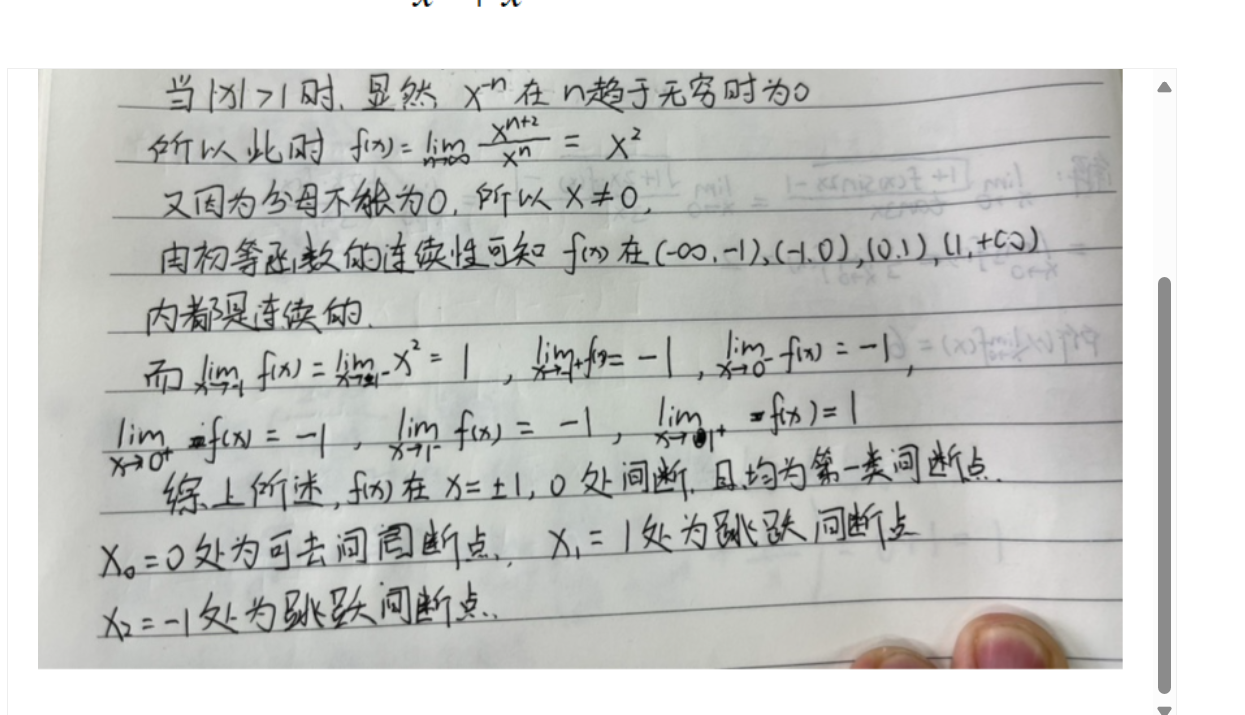 当|x|>1时,显然 x^{-n} 在 n趋于无穷时为0
所以此时 f(x)=lim_{n→∞} x^{n+2}/x^n = x^2
又因为分母不能为0,所以 x≠0,
由初等函数的连续性可知 f(x)在(-∞,-1),(-1,0),(0,1),(1,+∞)
内都是连续的.
而 lim_{x→-1^-} f(x)=lim_{x→-1^-} x^2=1, lim_{x→-1^+} f(x)=-1, lim_{x→0^-} f(x)=-1,
lim_{x→0^+} f(x)=-1, lim_{x→1^-} f(x)=-1, lim_{x→1^+} f(x)=1
综上所述,f(x)在x=±1,0处间断,且均为第一类间断点.
x_0=0处为可去间断点, x_1=1处为跳跃间断点
x_2=-1处为跳跃间断点.